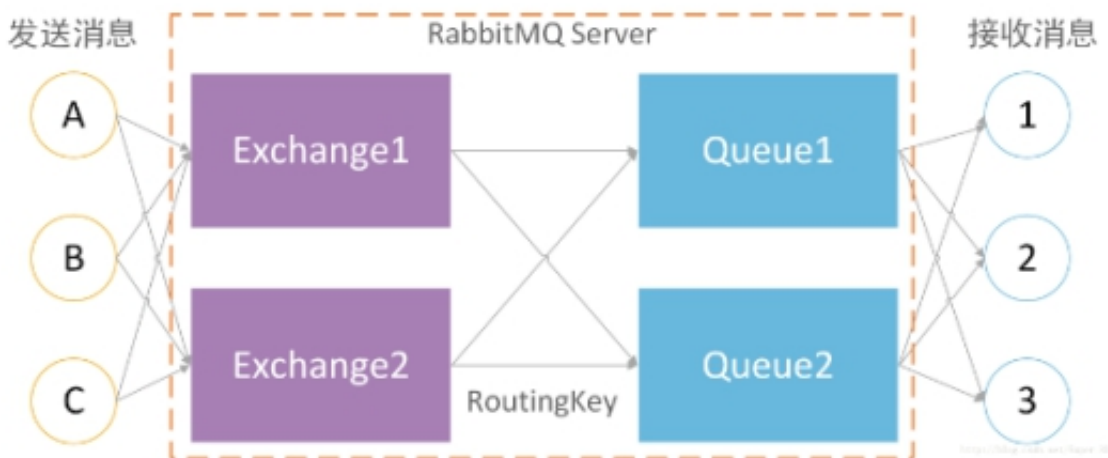 发送消息
RabbitMQ Server
接收消息
A
Exchange1
Queue1
1
B
2
C
Exchange2
RoutingKey
Queue2
3